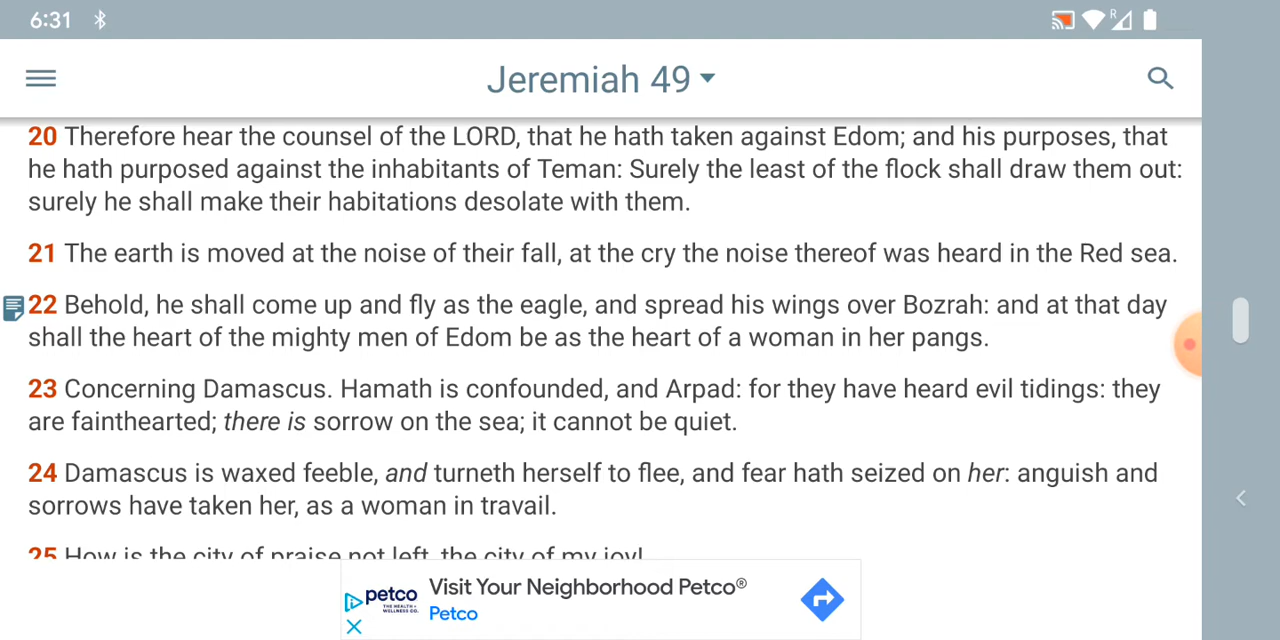 6:31
R
Jeremiah 49
20 Therefore hear the counsel of the LORD, that he hath taken against Edom; and his purposes, that
he hath purposed against the inhabitants of Teman: Surely the least of the flock shall draw them out:
surely he shall make their habitations desolate with them.
21 The earth is moved at the noise of their fall, at the cry the noise thereof was heard in the Red sea.
22 Behold, he shall come up and fly as the eagle, and spread his wings over Bozrah: and at that day
shall the heart of the mighty men of Edom be as the heart of a woman in her pangs.
23 Concerning Damascus. Hamath is confounded, and Arpad: for they have heard evil tidings: they
are fainthearted; there is sorrow on the sea; it cannot be quiet.
24 Damascus is waxed feeble, and turneth herself to flee, and fear hath seized on her: anguish and
sorrows have taken her, as a woman in travail.
25 How is the city of praise not left, the city of my joy!
petco
THE HEALTH +
WELLNESS CO.
Visit Your Neighborhood Petco®
Petco